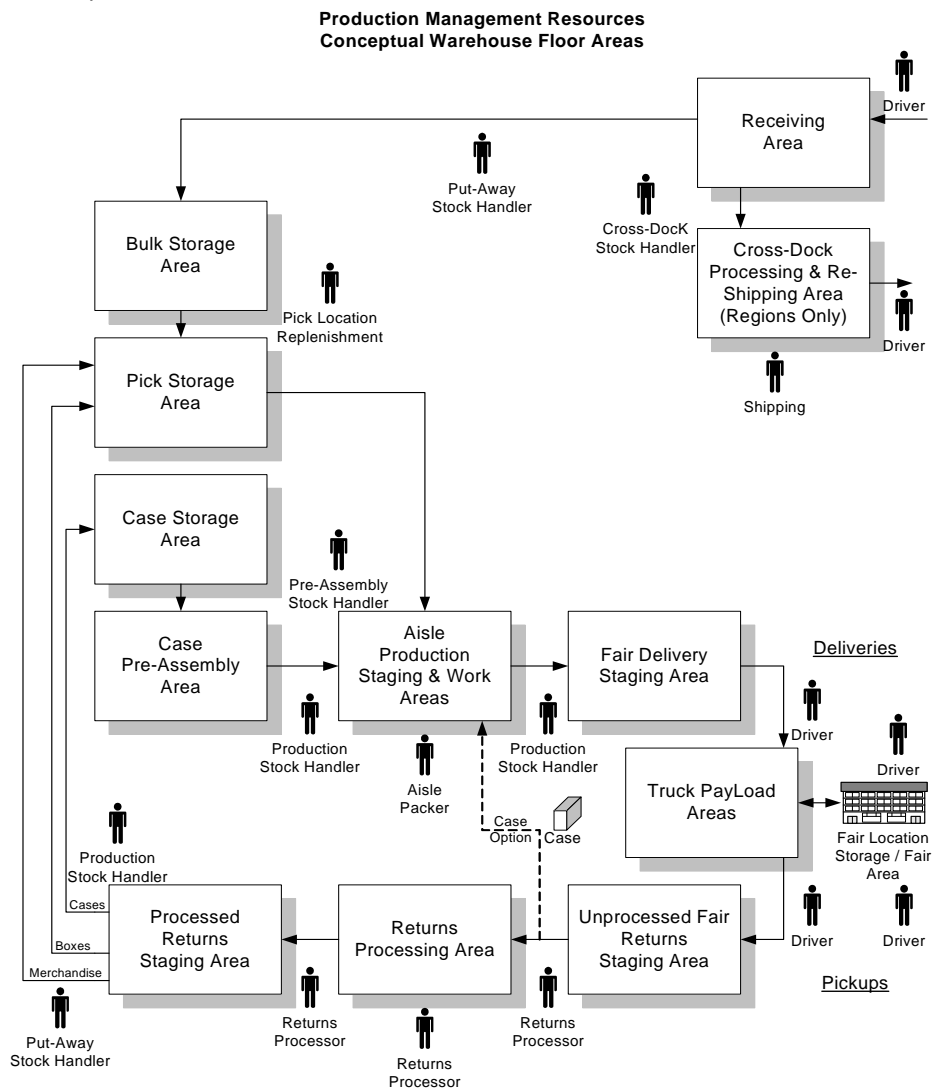 Production Management Resources
Conceptual Warehouse Floor Areas
Driver
Receiving
Area
Put-Away
Stock Handler
Cross-DocK
Stock Handler
Bulk Storage
Area
Cross-Dock
Processing & Re-
Shipping Area
(Regions Only)
Pick Location
Replenishment
Driver
Pick Storage
Area
Shipping
Case Storage
Area
Pre-Assembly
Stock Handler
Case
Pre-Assembly
Area
Aisle
Production
Staging & Work
Areas
Fair Delivery
Staging Area
Deliveries
Production
Stock Handler
Aisle
Packer
Production
Stock Handler
Driver
Driver
Truck PayLoad
Areas
Case
Option
Case
Fair Location
Storage / Fair
Area
Production
Stock Handler
Cases
Boxes
Merchandise
Processed
Returns
Staging Area
Returns
Processing Area
Unprocessed Fair
Returns
Staging Area
Driver
Driver
Pickups
Put-Away
Stock Handler
Returns
Processor
Returns
Processor
Returns
Processor